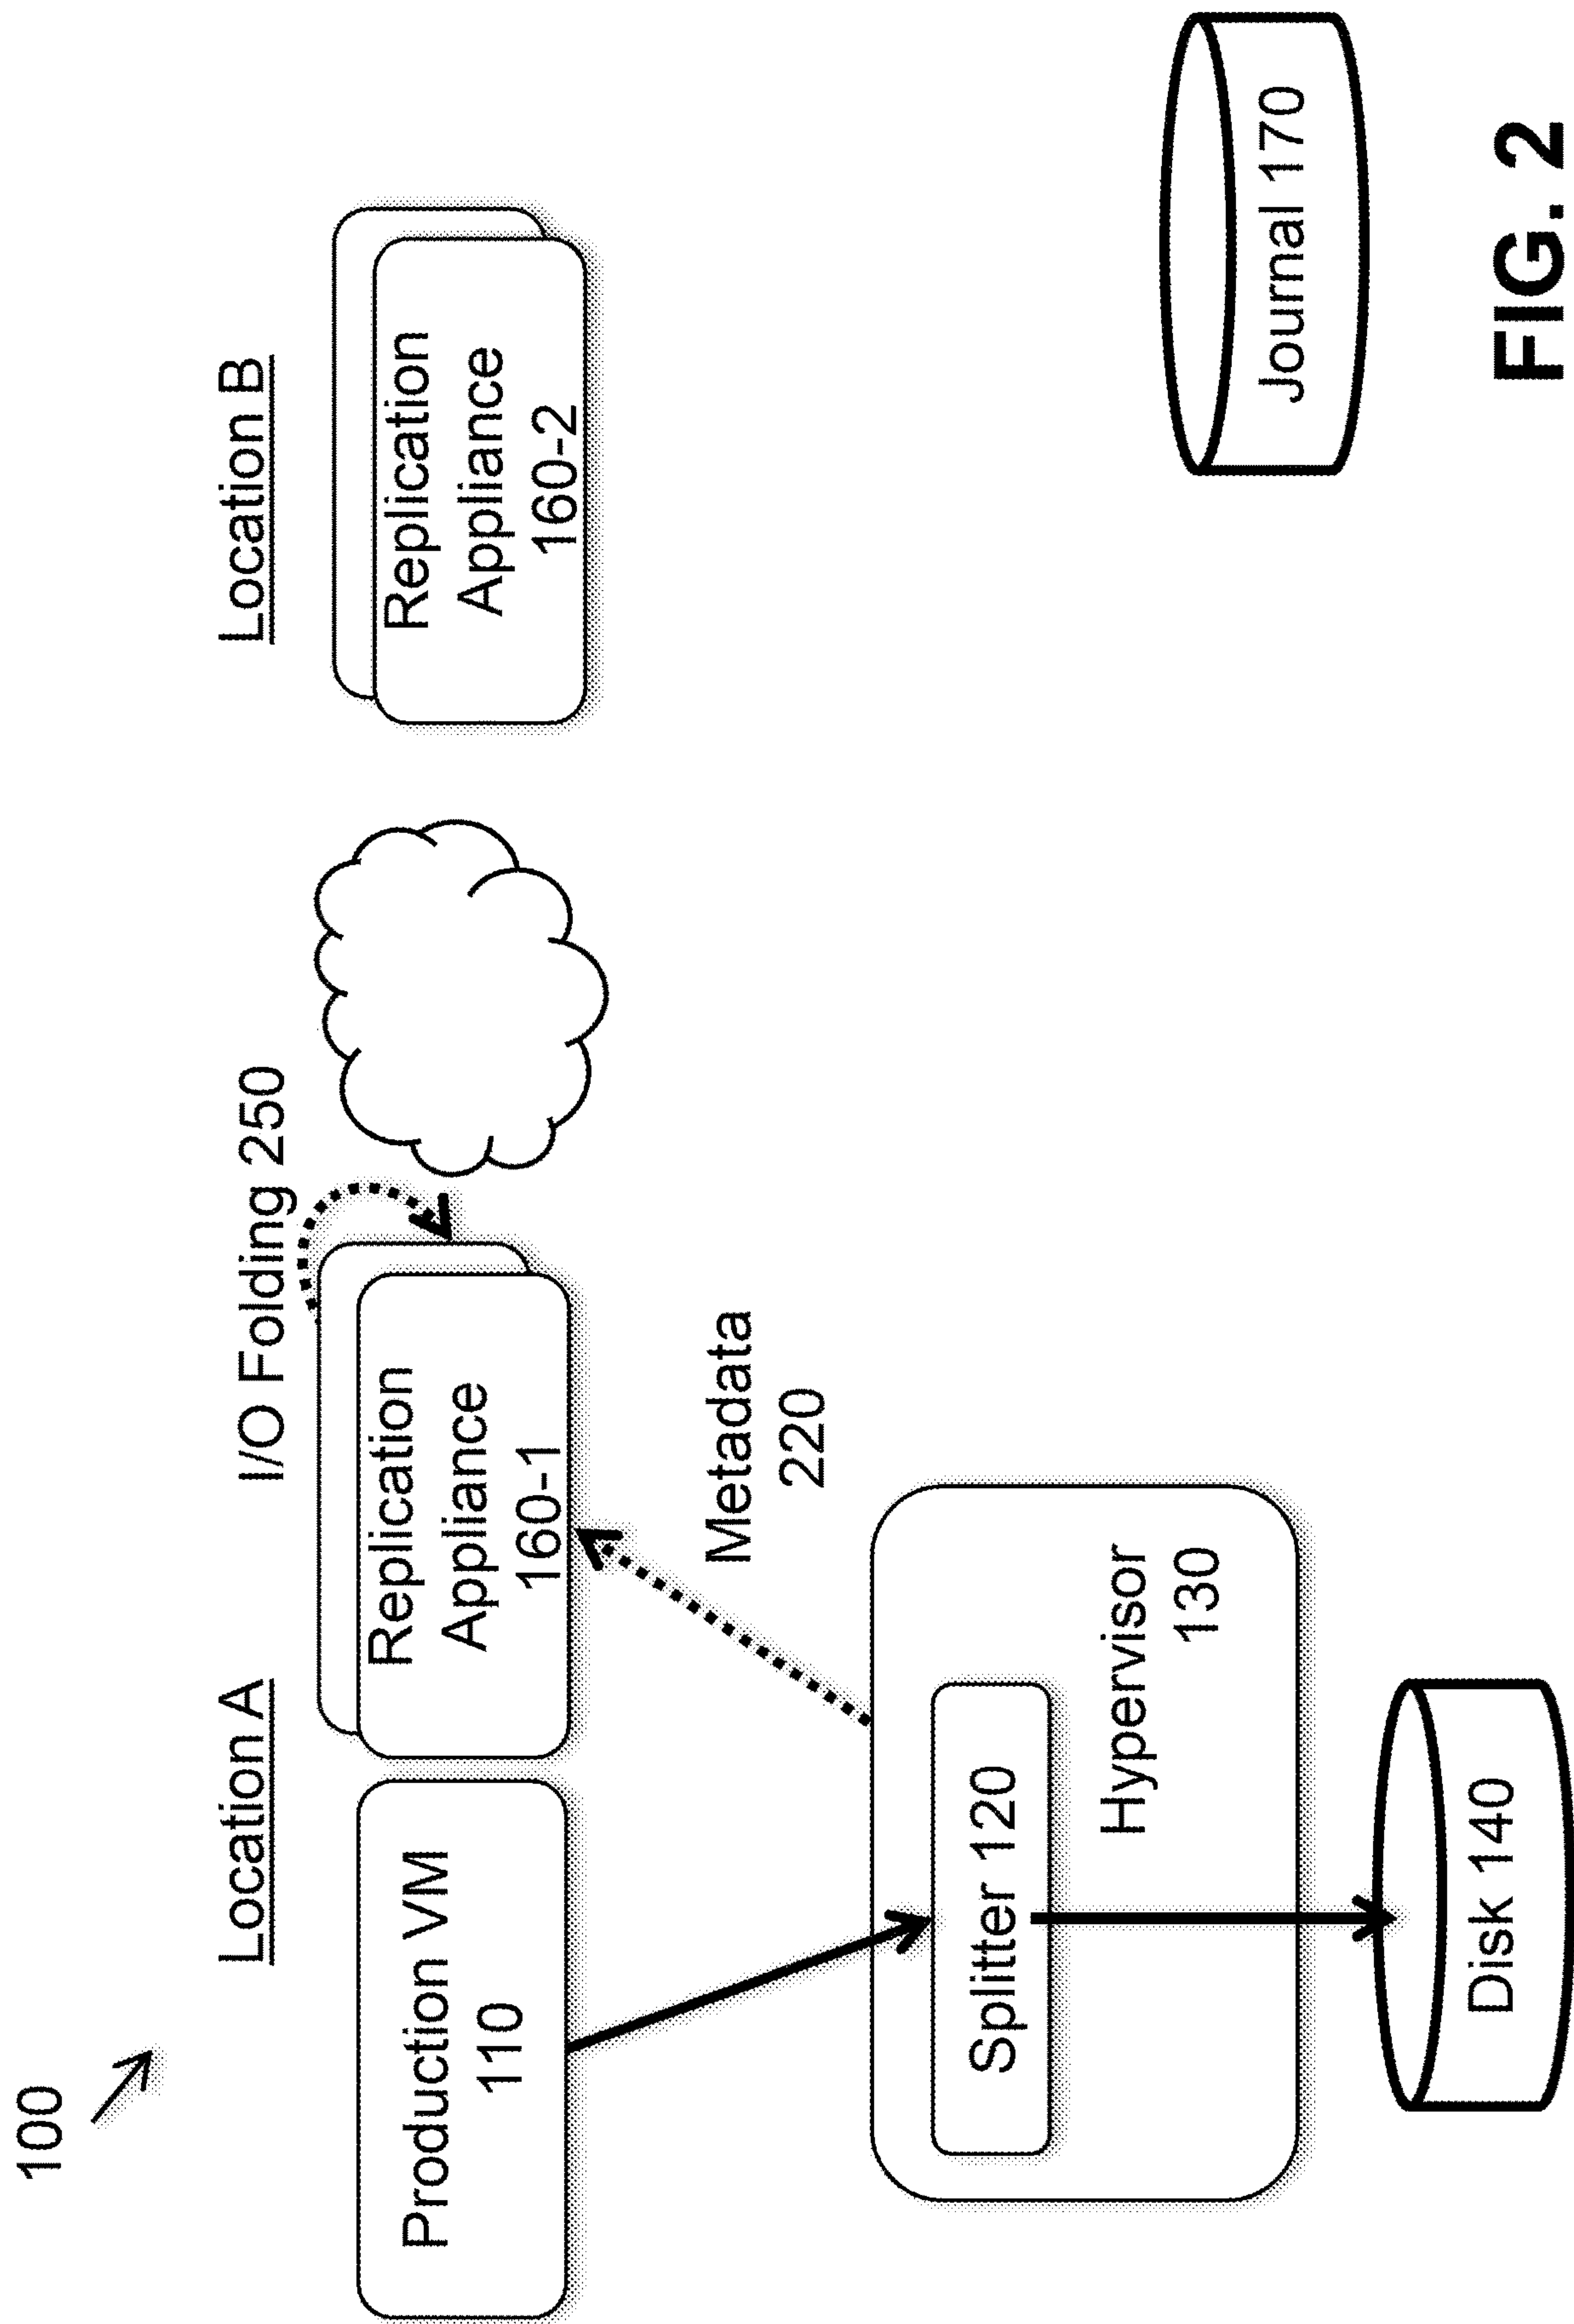 100
Location A
Location B
I/O Folding 250
Production VM
110
Replication
Appliance
160-1
Replication
Appliance
160-2
Metadata
220
Splitter 120
Hypervisor
130
Disk 140
Journal 170
FIG. 2